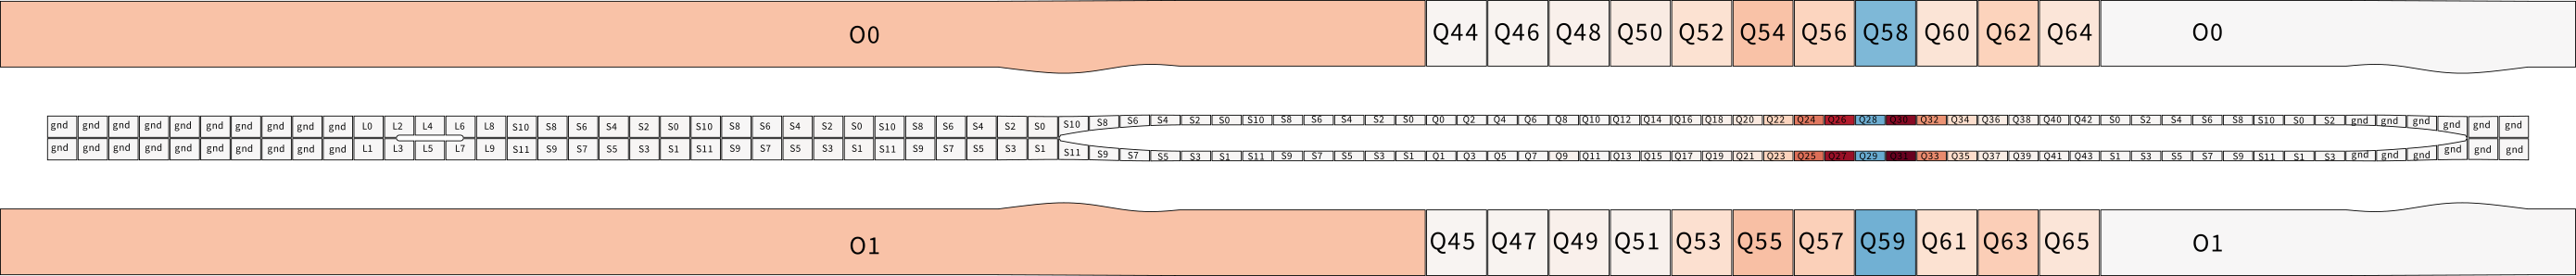 O0 Q44 Q46 Q48 Q50 Q52 Q54 Q56 Q58 Q60 Q62 Q64 O0
gnd gnd gnd gnd gnd gnd gnd gnd gnd gnd L0 L2 L4 L6 L8 S10 S8 S6 S4 S2 S0 S10 S8 S6 S4 S2 S0 S10 S8 S6 S4 S2 S0 S10 S8 S6 S4 S2 S0 S10 S8 S6 S4 S2 S0 Q0 Q2 Q4 Q6 Q8 Q10 Q12 Q14 Q16 Q18 Q20 Q22 Q24 Q26 Q28 Q30 Q32 Q34 Q36 Q38 Q40 Q42 S0 S2 S4 S6 S8 S10 S0 S2 gnd gnd gnd gnd gnd gnd
gnd gnd gnd gnd gnd gnd gnd gnd gnd gnd L1 L3 L5 L7 L9 S11 S9 S7 S5 S3 S1 S11 S9 S7 S5 S3 S1 S11 S9 S7 S5 S3 S1 S11 S9 S7 S5 S3 S1 S11 S9 S7 S5 S3 S1 Q1 Q3 Q5 Q7 Q9 Q11 Q13 Q15 Q17 Q19 Q21 Q23 Q25 Q27 Q29 Q31 Q33 Q35 Q37 Q39 Q41 Q43 S1 S3 S5 S7 S9 S11 S1 S3 gnd gnd gnd gnd gnd gnd
O1 Q45 Q47 Q49 Q51 Q53 Q55 Q57 Q59 Q61 Q63 Q65 O1